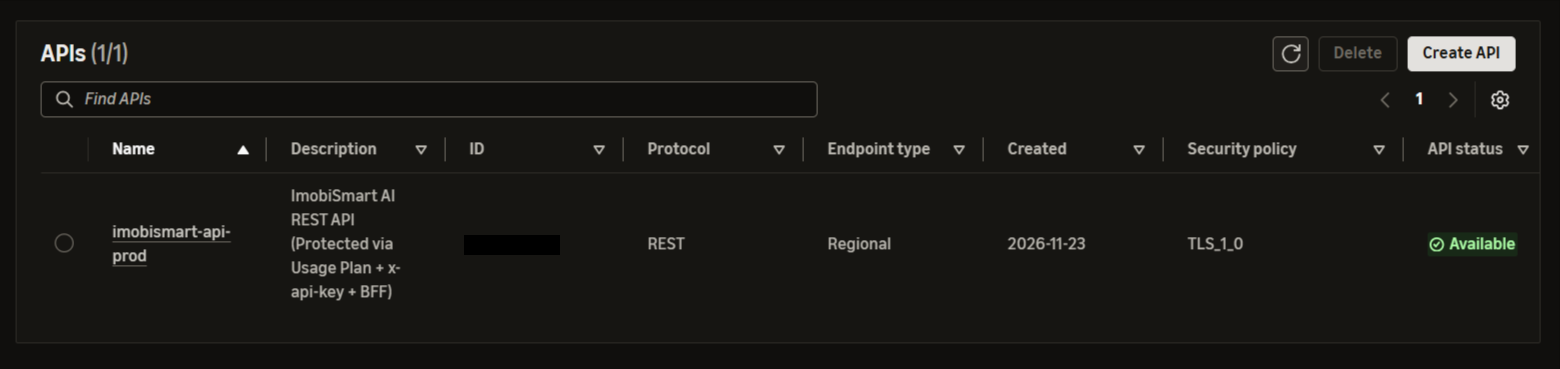 APIs (1/1)
Delete
Create API
Find APIs
1
Name
Description
ID
Protocol
Endpoint type
Created
Security policy
API status
imobismart-api-
prod
ImobiSmart AI
REST API
(Protected via
Usage Plan + x-
api-key + BFF)
REST
Regional
2026-11-23
TLS_1_0
Available